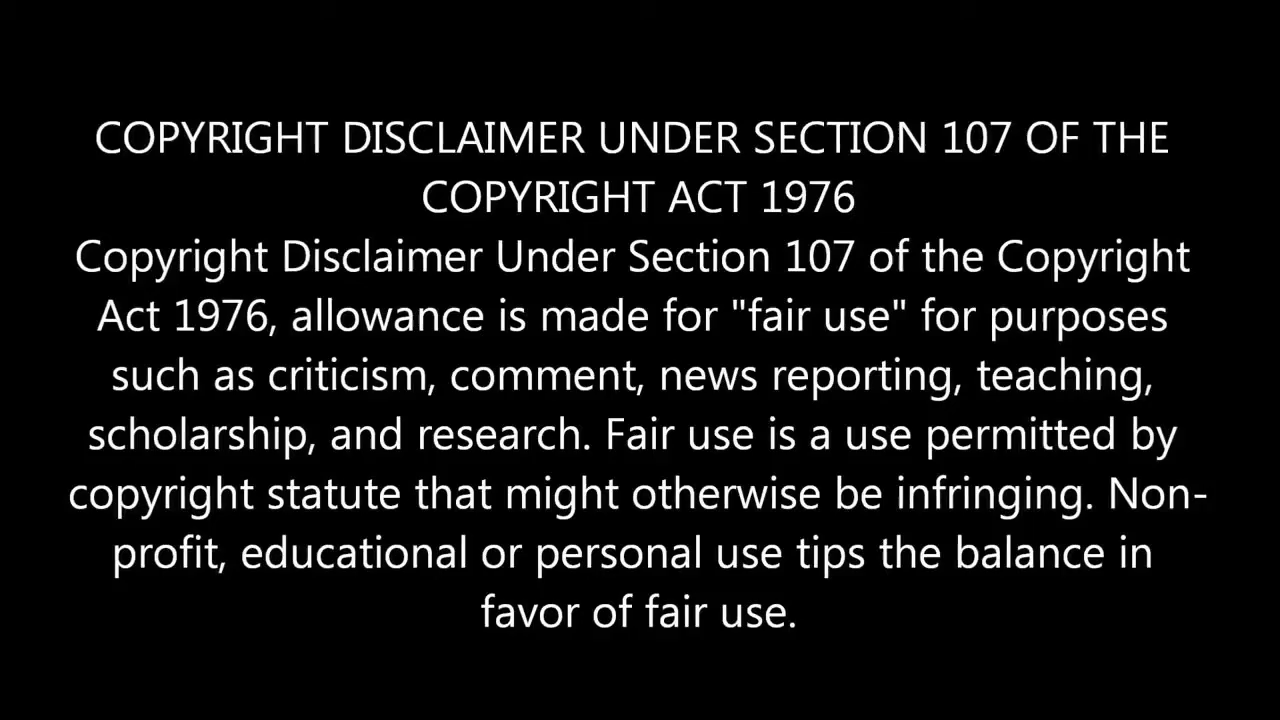 COPYRIGHT DISCLAIMER UNDER SECTION 107 OF THE
COPYRIGHT ACT 1976
Copyright Disclaimer Under Section 107 of the Copyright
Act 1976, allowance is made for "fair use" for purposes
such as criticism, comment, news reporting, teaching,
scholarship, and research. Fair use is a use permitted by
copyright statute that might otherwise be infringing. Non-
profit, educational or personal use tips the balance in
favor of fair use.